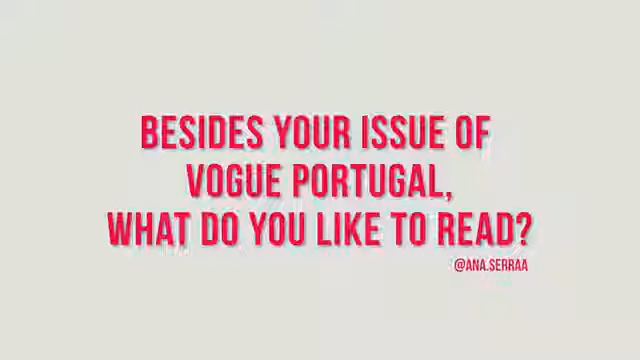 BESIDES YOUR ISSUE OF
VOGUE PORTUGAL,
WHAT DO YOU LIKE TO READ?
@ANA.SERRAA